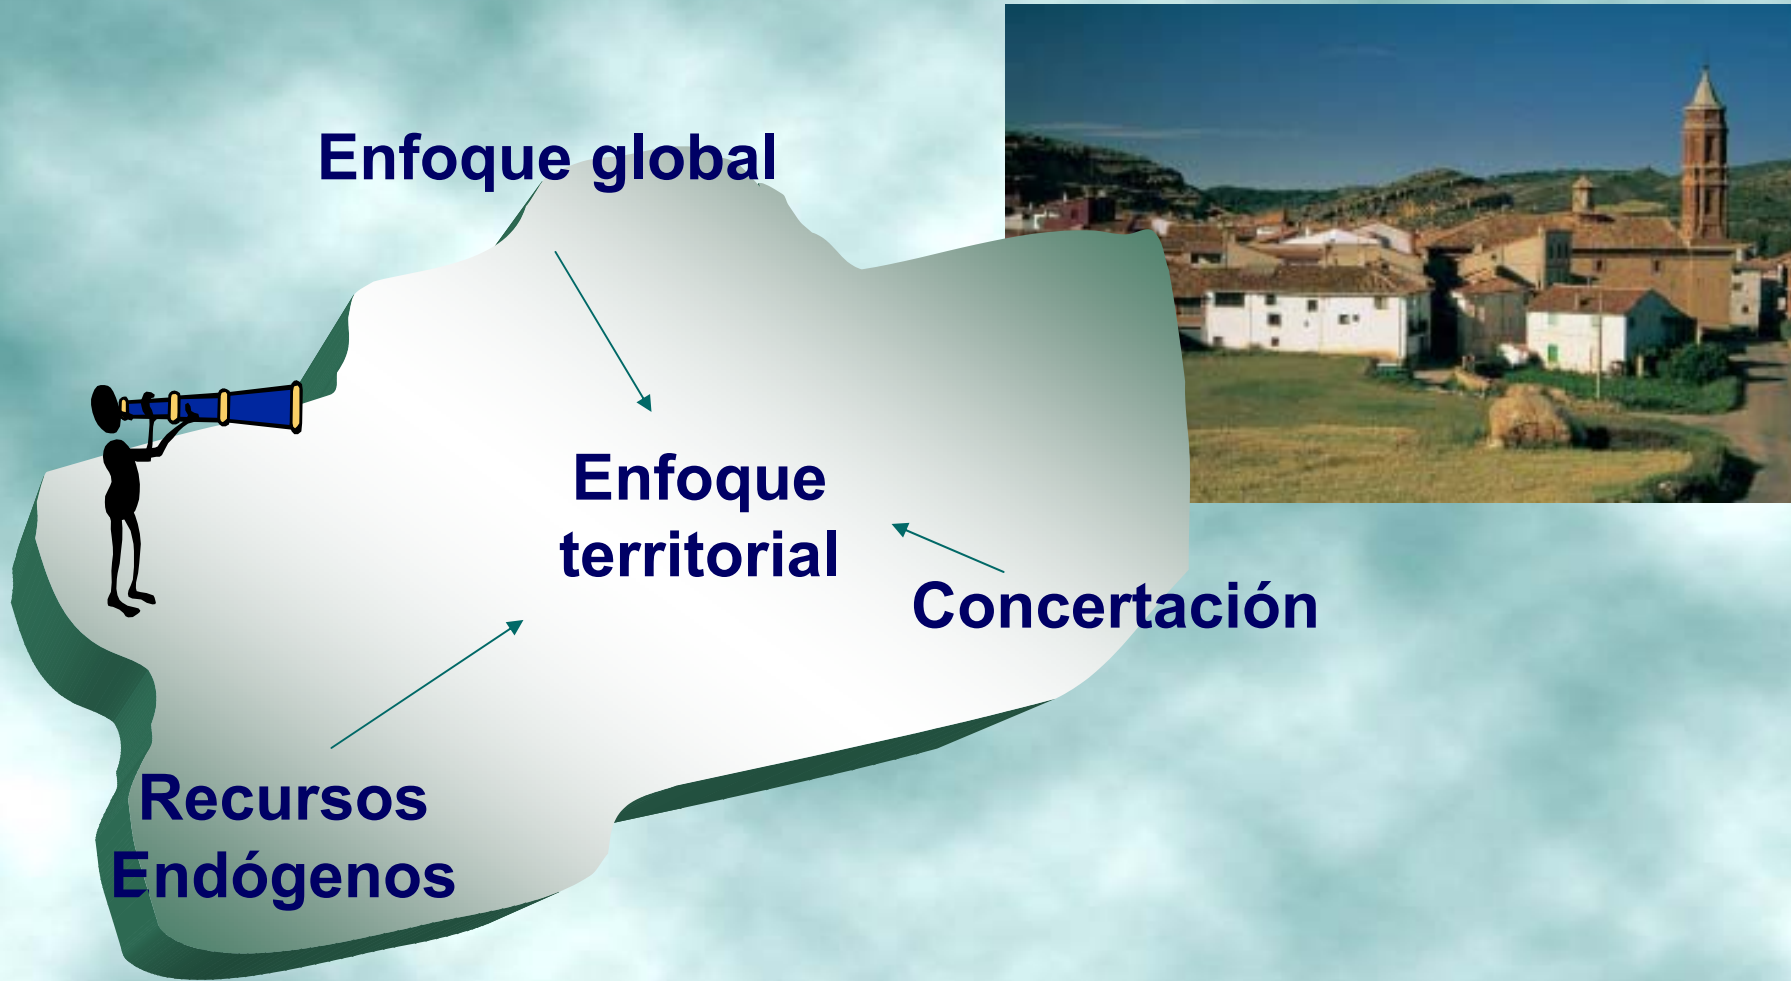 Enfoque global
Enfoque
territorial
Concertación
Recursos
Endógenos